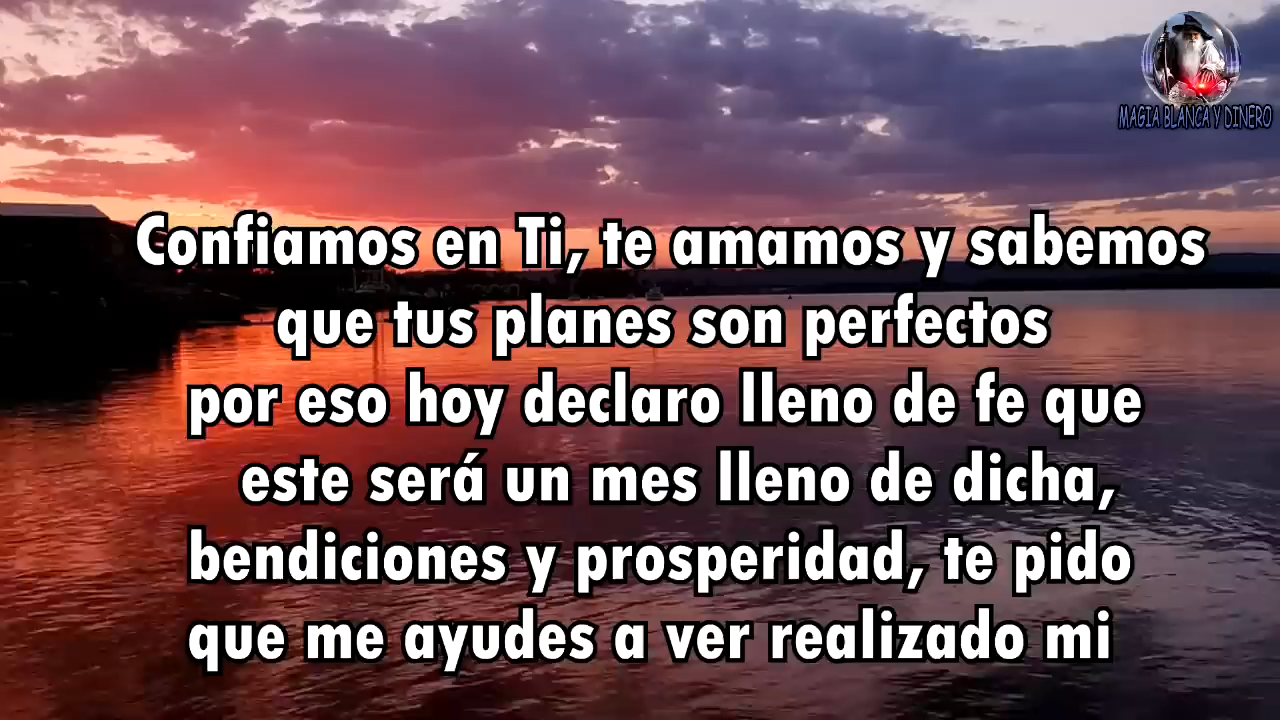 MAGIA BLANCA Y DINERO
Confiamos en Ti, te amamos y sabemos
que tus planes son perfectos
por eso hoy declaro lleno de fe que
este será un mes lleno de dicha,
bendiciones y prosperidad, te pido
que me ayudes a ver realizado mi